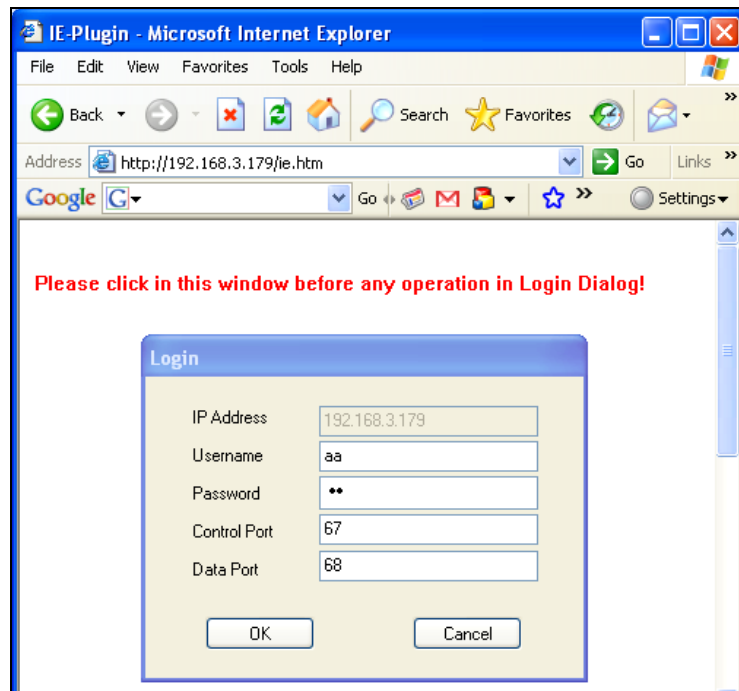 IE-Plugin - Microsoft Internet Explorer
File Edit View Favorites Tools Help
Back Search Favorites »
Address http://192.168.3.179/ie.htm Go Links »
Google G Go » Settings
Please click in this window before any operation in Login Dialog!
Login
IP Address 192.168.3.179
Username aa
Password ••
Control Port 67
Data Port 68
OK Cancel